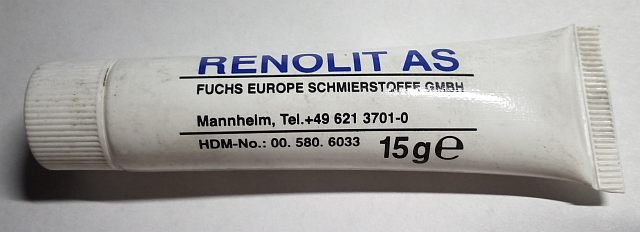 RENOLIT AS
FUCHS EUROPE SCHMIERSTOFFE GMBH
Mannheim, Tel.+49 621 3701-0
HDM-No.: 00. 580. 6033 15g℮